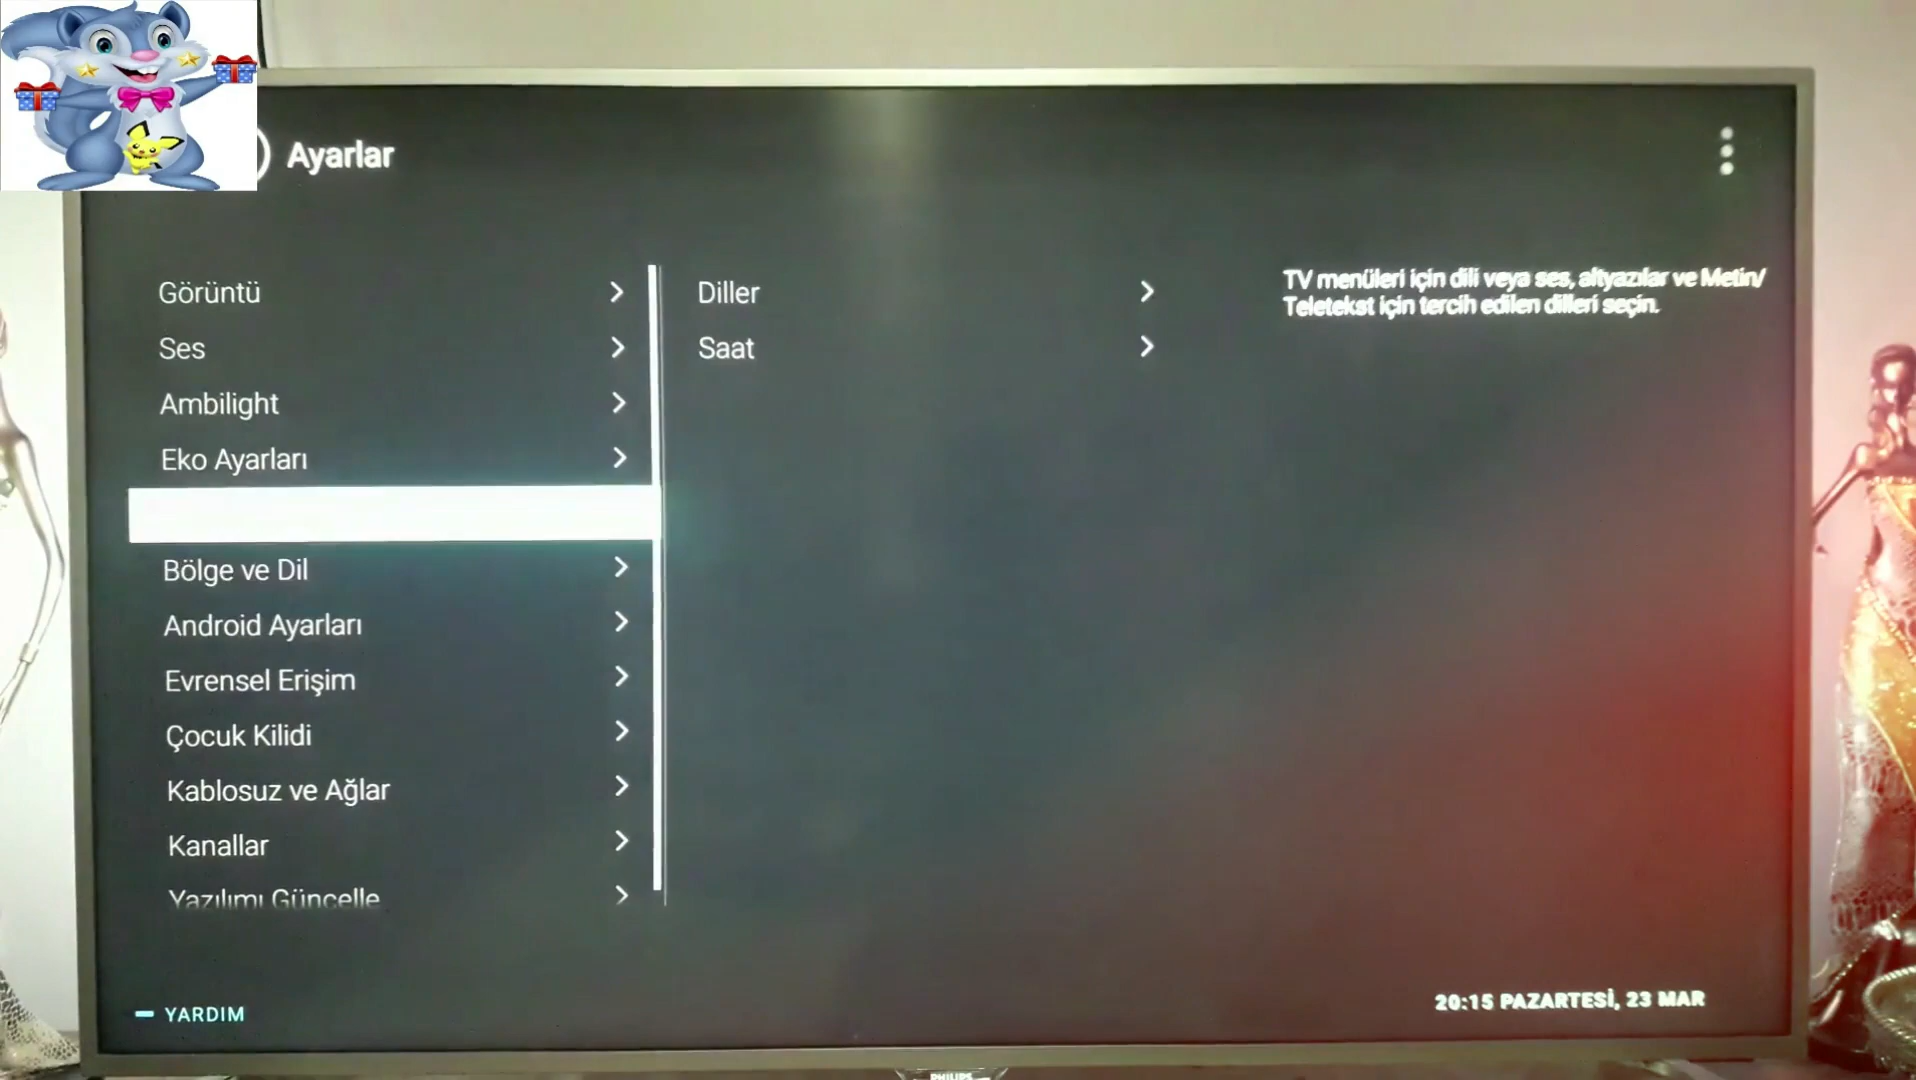 Ayarlar
Görüntü
Ses
Ambilight
Eko Ayarları
Bölge ve Dil
Android Ayarları
Evrensel Erişim
Çocuk Kilidi
Kablosuz ve Ağlar
Kanallar
Yazılımı Güncelle
Diller
Saat
TV menüleri için dili veya ses, altyazılar ve Metin/
Teletekst için tercih edilen dilleri seçin.
YARDIM
20:15 PAZARTESİ, 23 MAR
PHILIPS